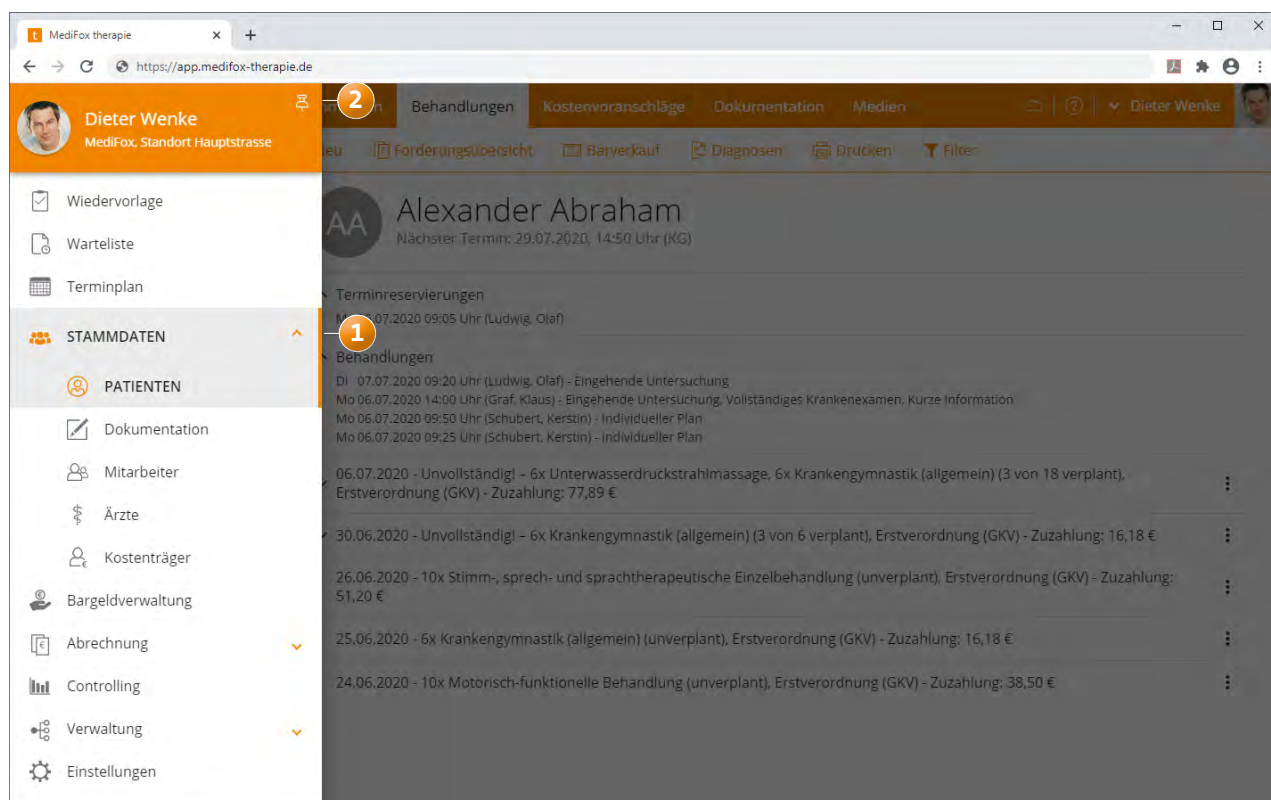 t MediFox therapie
https://app.medifox-therapie.de
Dieter Wenke
MediFox, Standort Hauptstrasse
2
Behandlungen Kostenvoranschläge Dokumentation Medien Dieter Wenke
Forderungsübersicht Barverkauf Diagnosen Drucken Filter
Wiedervorlage
Warteliste
Terminplan
STAMMDATEN
1
PATIENTEN
Dokumentation
Mitarbeiter
Ärzte
Kostenträger
Bargeldverwaltung
Abrechnung
Controlling
Verwaltung
Einstellungen
AA
Alexander Abraham
Nächster Termin: 29.07.2020, 14:50 Uhr (KG)
Terminreservierungen
07.2020 09:05 Uhr (Ludwig, Olaf)
Behandlungen
Di 07.07.2020 09:20 Uhr (Ludwig, Olaf) - Eingehende Untersuchung
Mo 06.07.2020 14:00 Uhr (Graf, Klaus) - Eingehende Untersuchung, Vollständiges Krankenexamen, Kurze Information
Mo 06.07.2020 09:50 Uhr (Schubert, Kerstin) - Individueller Plan
Mo 06.07.2020 09:25 Uhr (Schubert, Kerstin) - Individueller Plan
06.07.2020 - Unvollständig! – 6x Unterwasserdruckstrahlmassage, 6x Krankengymnastik (allgemein) (3 von 18 verplant),
Erstverordnung (GKV) - Zuzahlung: 77,89 €
30.06.2020 - Unvollständig! – 6x Krankengymnastik (allgemein) (3 von 6 verplant), Erstverordnung (GKV) - Zuzahlung: 16,18 €
26.06.2020 - 10x Stimm-, sprech- und sprachtherapeutische Einzelbehandlung (unverplant), Erstverordnung (GKV) - Zuzahlung:
51,20 €
25.06.2020 - 6x Krankengymnastik (allgemein) (unverplant), Erstverordnung (GKV) - Zuzahlung: 16,18 €
24.06.2020 - 10x Motorisch-funktionelle Behandlung (unverplant), Erstverordnung (GKV) - Zuzahlung: 38,50 €